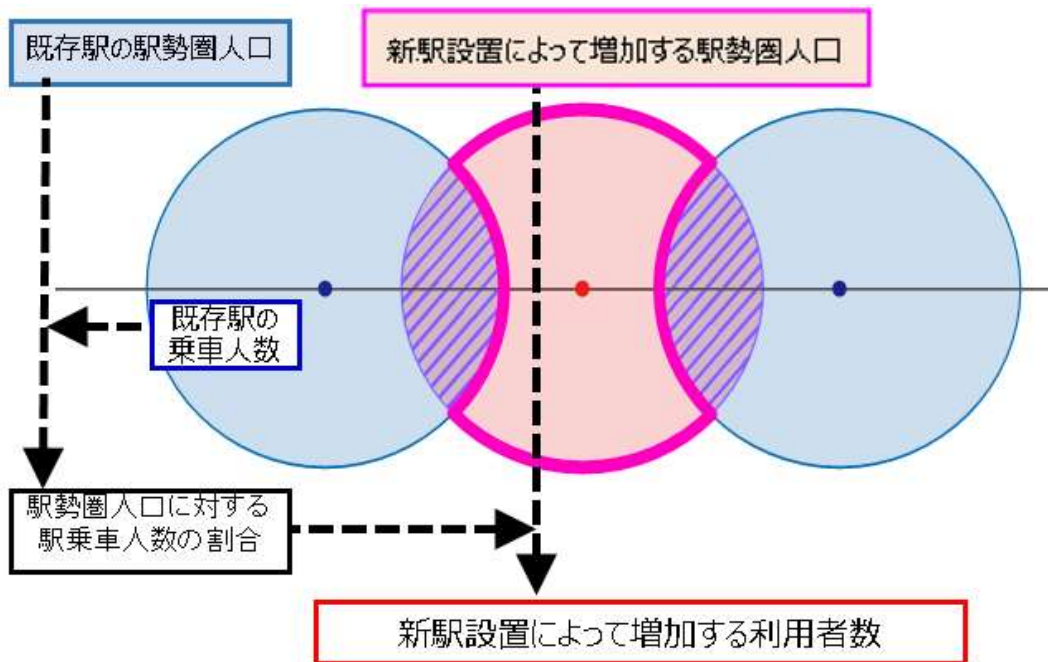 既存駅の駅勢圏人口
新駅設置によって増加する駅勢圏人口
既存駅の
乗車人数
駅勢圏人口に対する
駅乗車人数の割合
新駅設置によって増加する利用者数